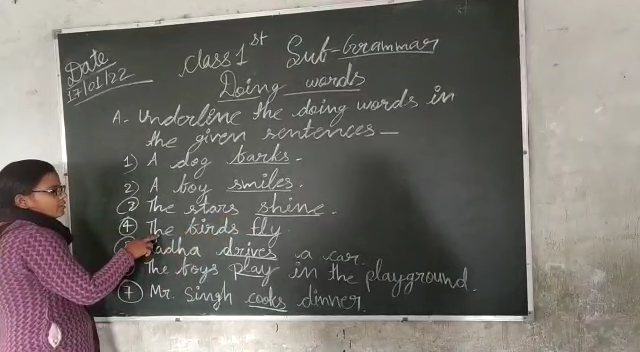 Date
17/01/22
Class 1st Sub-Grammar
Doing words
A- Underline the doing words in
the given sentences—
1) A dog barks.
2) A boy smiles.
3) The stars shine.
4) The birds fly.
Radha drives a car.
The boys play in the playground.
7) Mr. Singh cooks dinner.